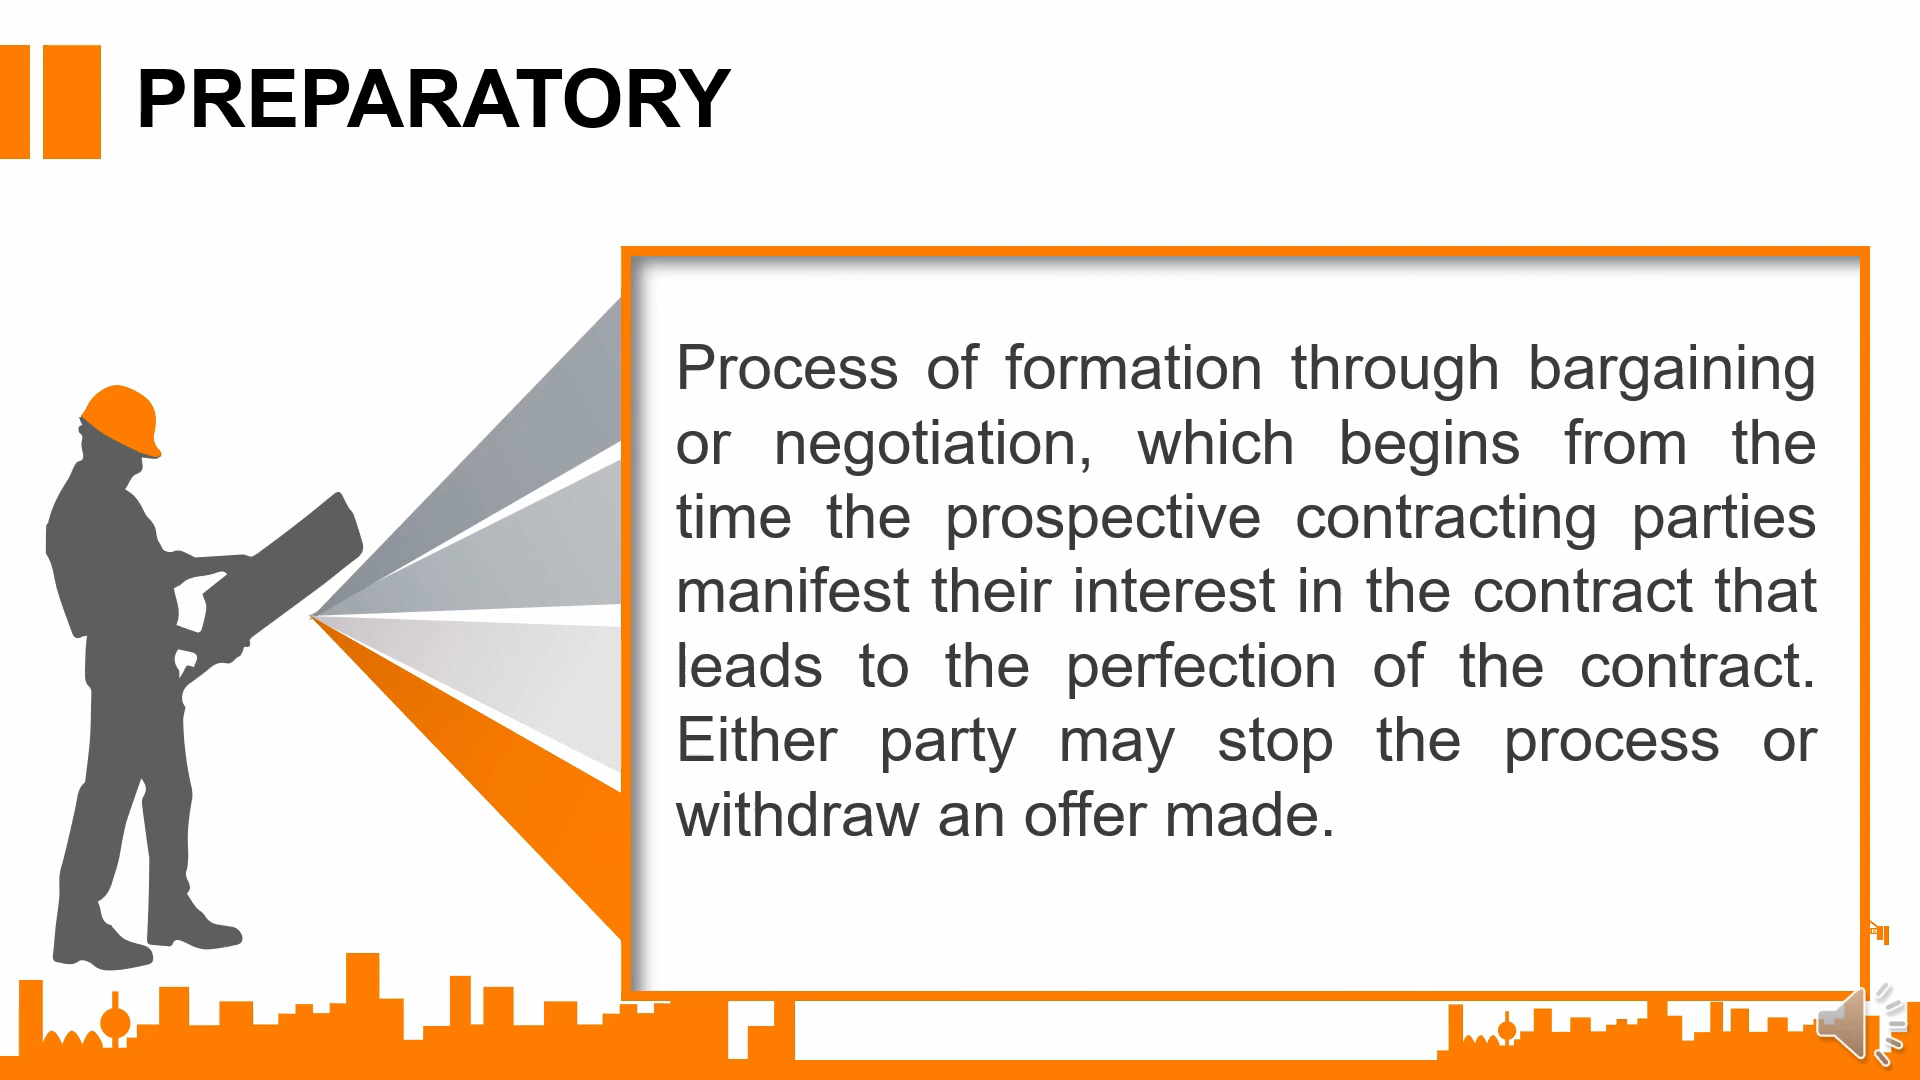 PREPARATORY
Process of formation through bargaining
or negotiation, which begins from the
time the prospective contracting parties
manifest their interest in the contract that
leads to the perfection of the contract.
Either party may stop the process or
withdraw an offer made.